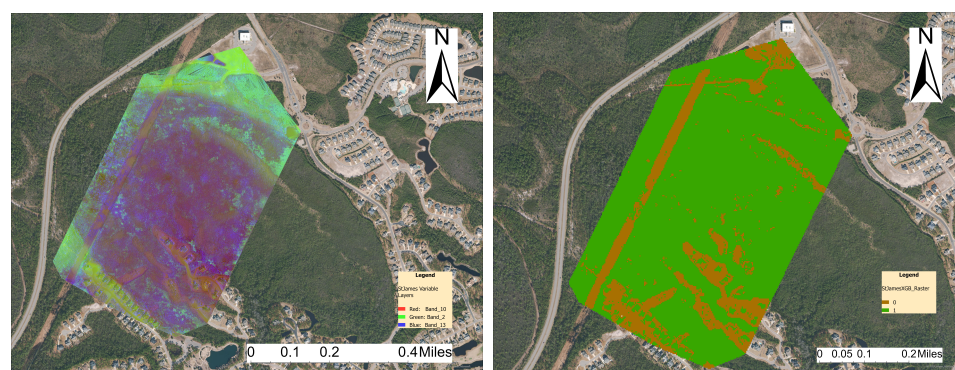 N
Legend
StJames Variable
Layers
Red: Band_10
Green: Band_2
Blue: Band_13
0 0.1 0.2 0.4 Miles
N
Legend
StJamesXGB_Raster
0
1
0 0.05 0.1 0.2 Miles